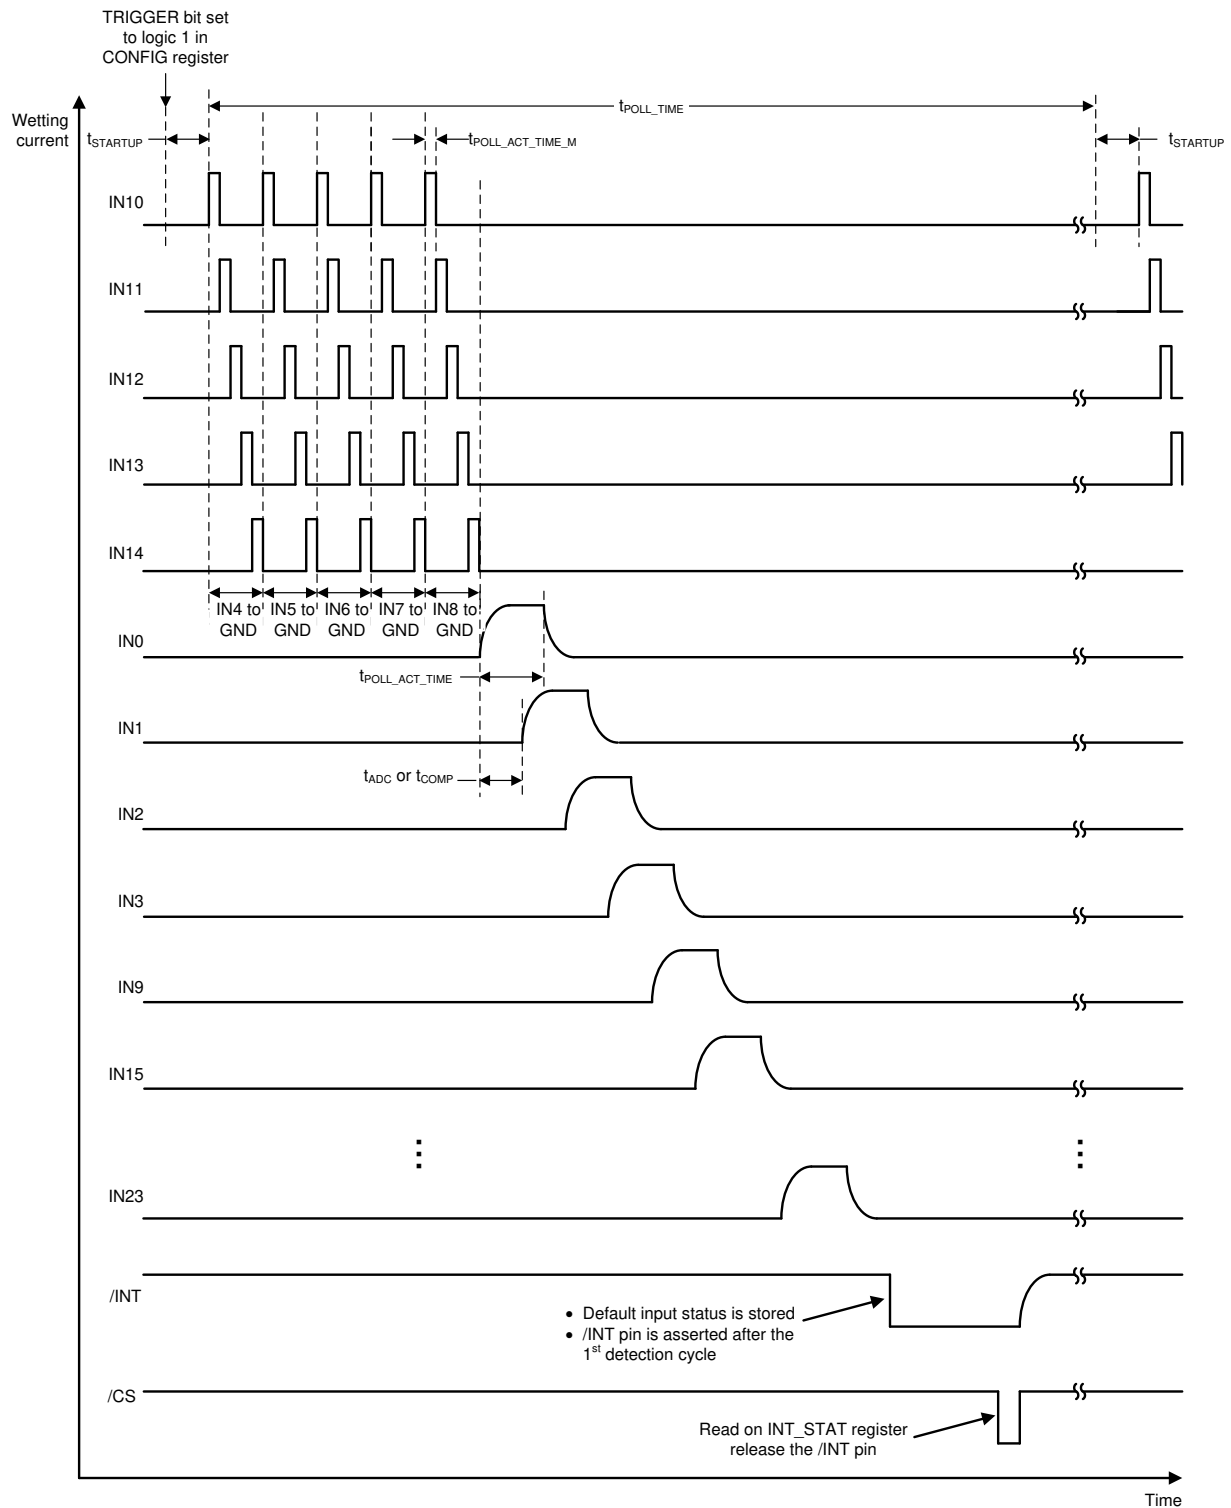 TRIGGER bit set
to logic 1 in
CONFIG register
Wetting
current
tPOLL_TIME
tSTARTUP
tPOLL_ACT_TIME_M
tSTARTUP
IN10
IN11
IN12
IN13
IN14
IN4 to
GND
IN5 to
GND
IN6 to
GND
IN7 to
GND
IN8 to
GND
IN0
tPOLL_ACT_TIME
IN1
tADC or tCOMP
IN2
IN3
IN9
IN15
IN23
/INT
• Default input status is stored
• /INT pin is asserted after the
1st detection cycle
/CS
Read on INT_STAT register
release the /INT pin
Time